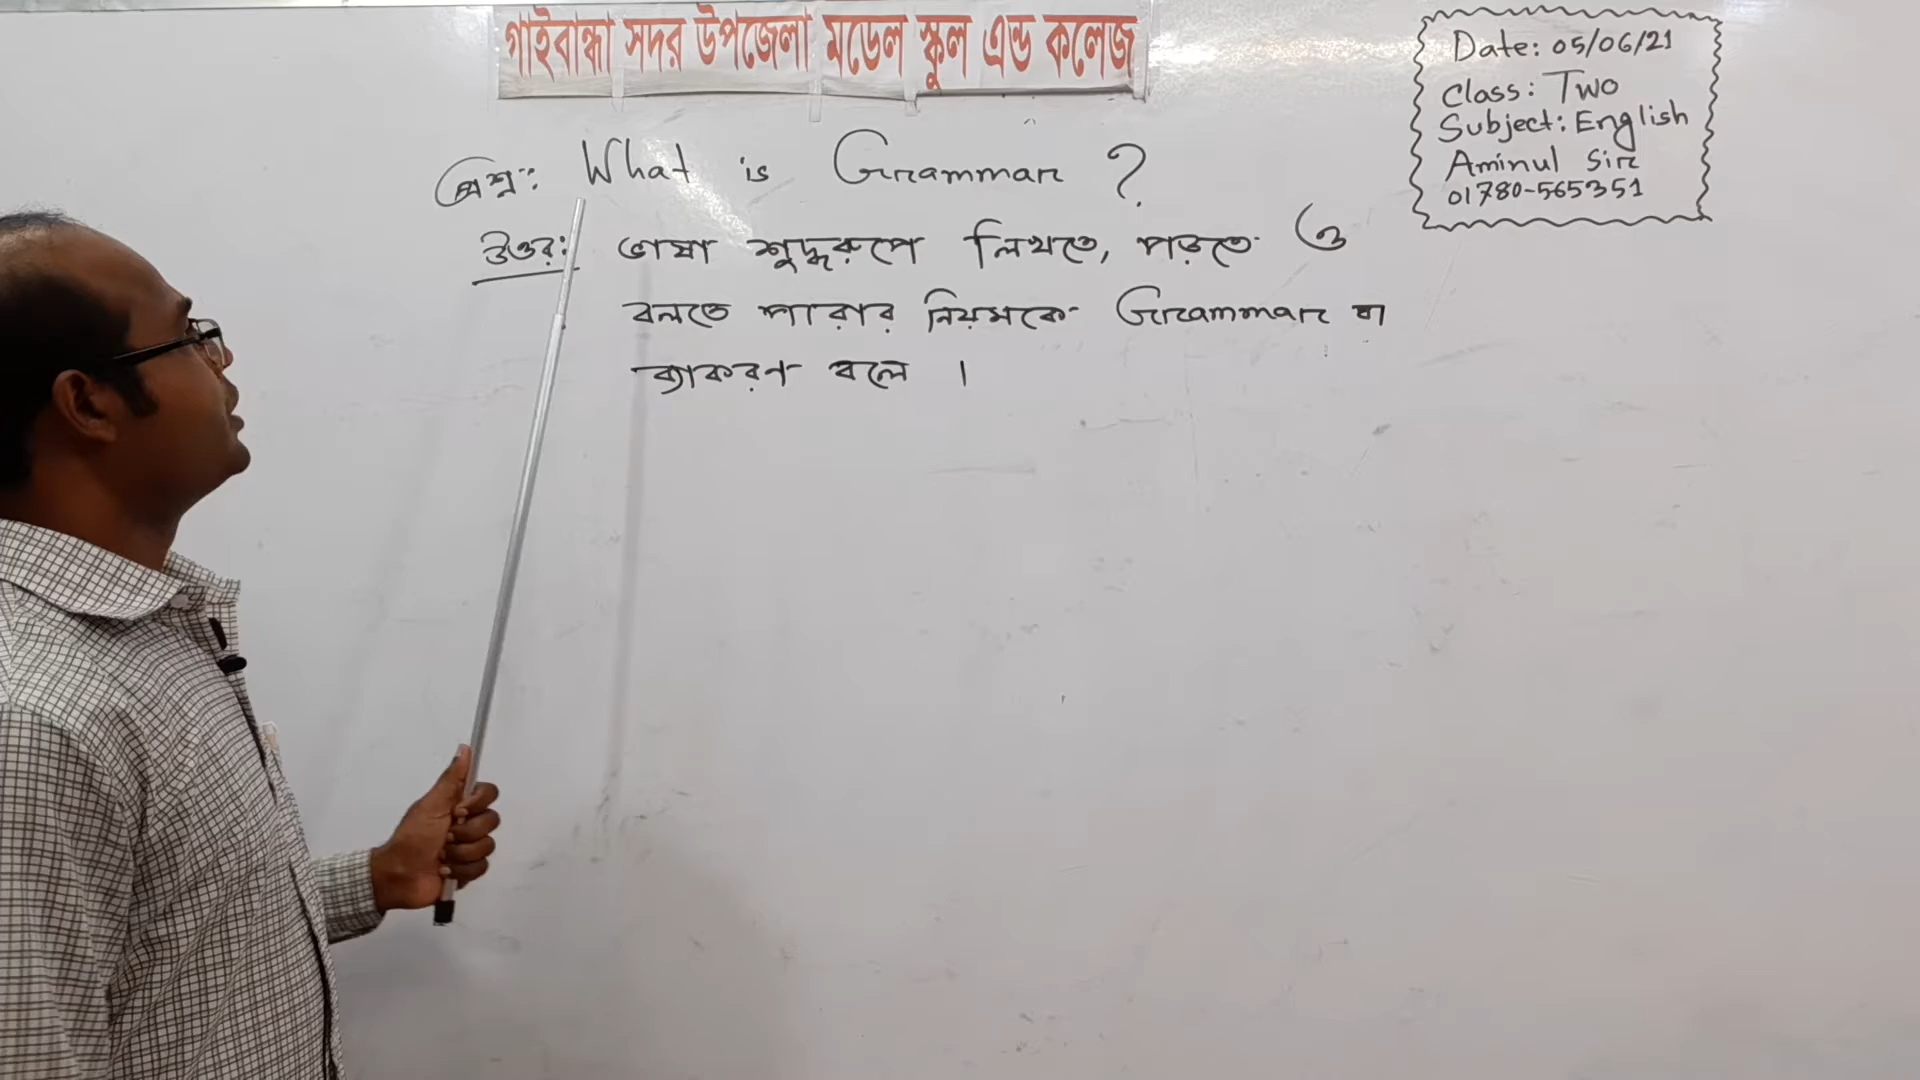 গাইবান্ধা সদর উপজেলা মডেল স্কুল এন্ড কলেজ
Date: 05/06/21
Class: Two
Subject: English
Aminul Sir
01780-565351
প্রশ্ন: What is Grammar ?
উত্তর: ভাষা শুদ্ধরুপে লিখতে, পড়তে ও
বলতে পারার নিয়মকে Grammar বা
ব্যাকরণ বলে ।